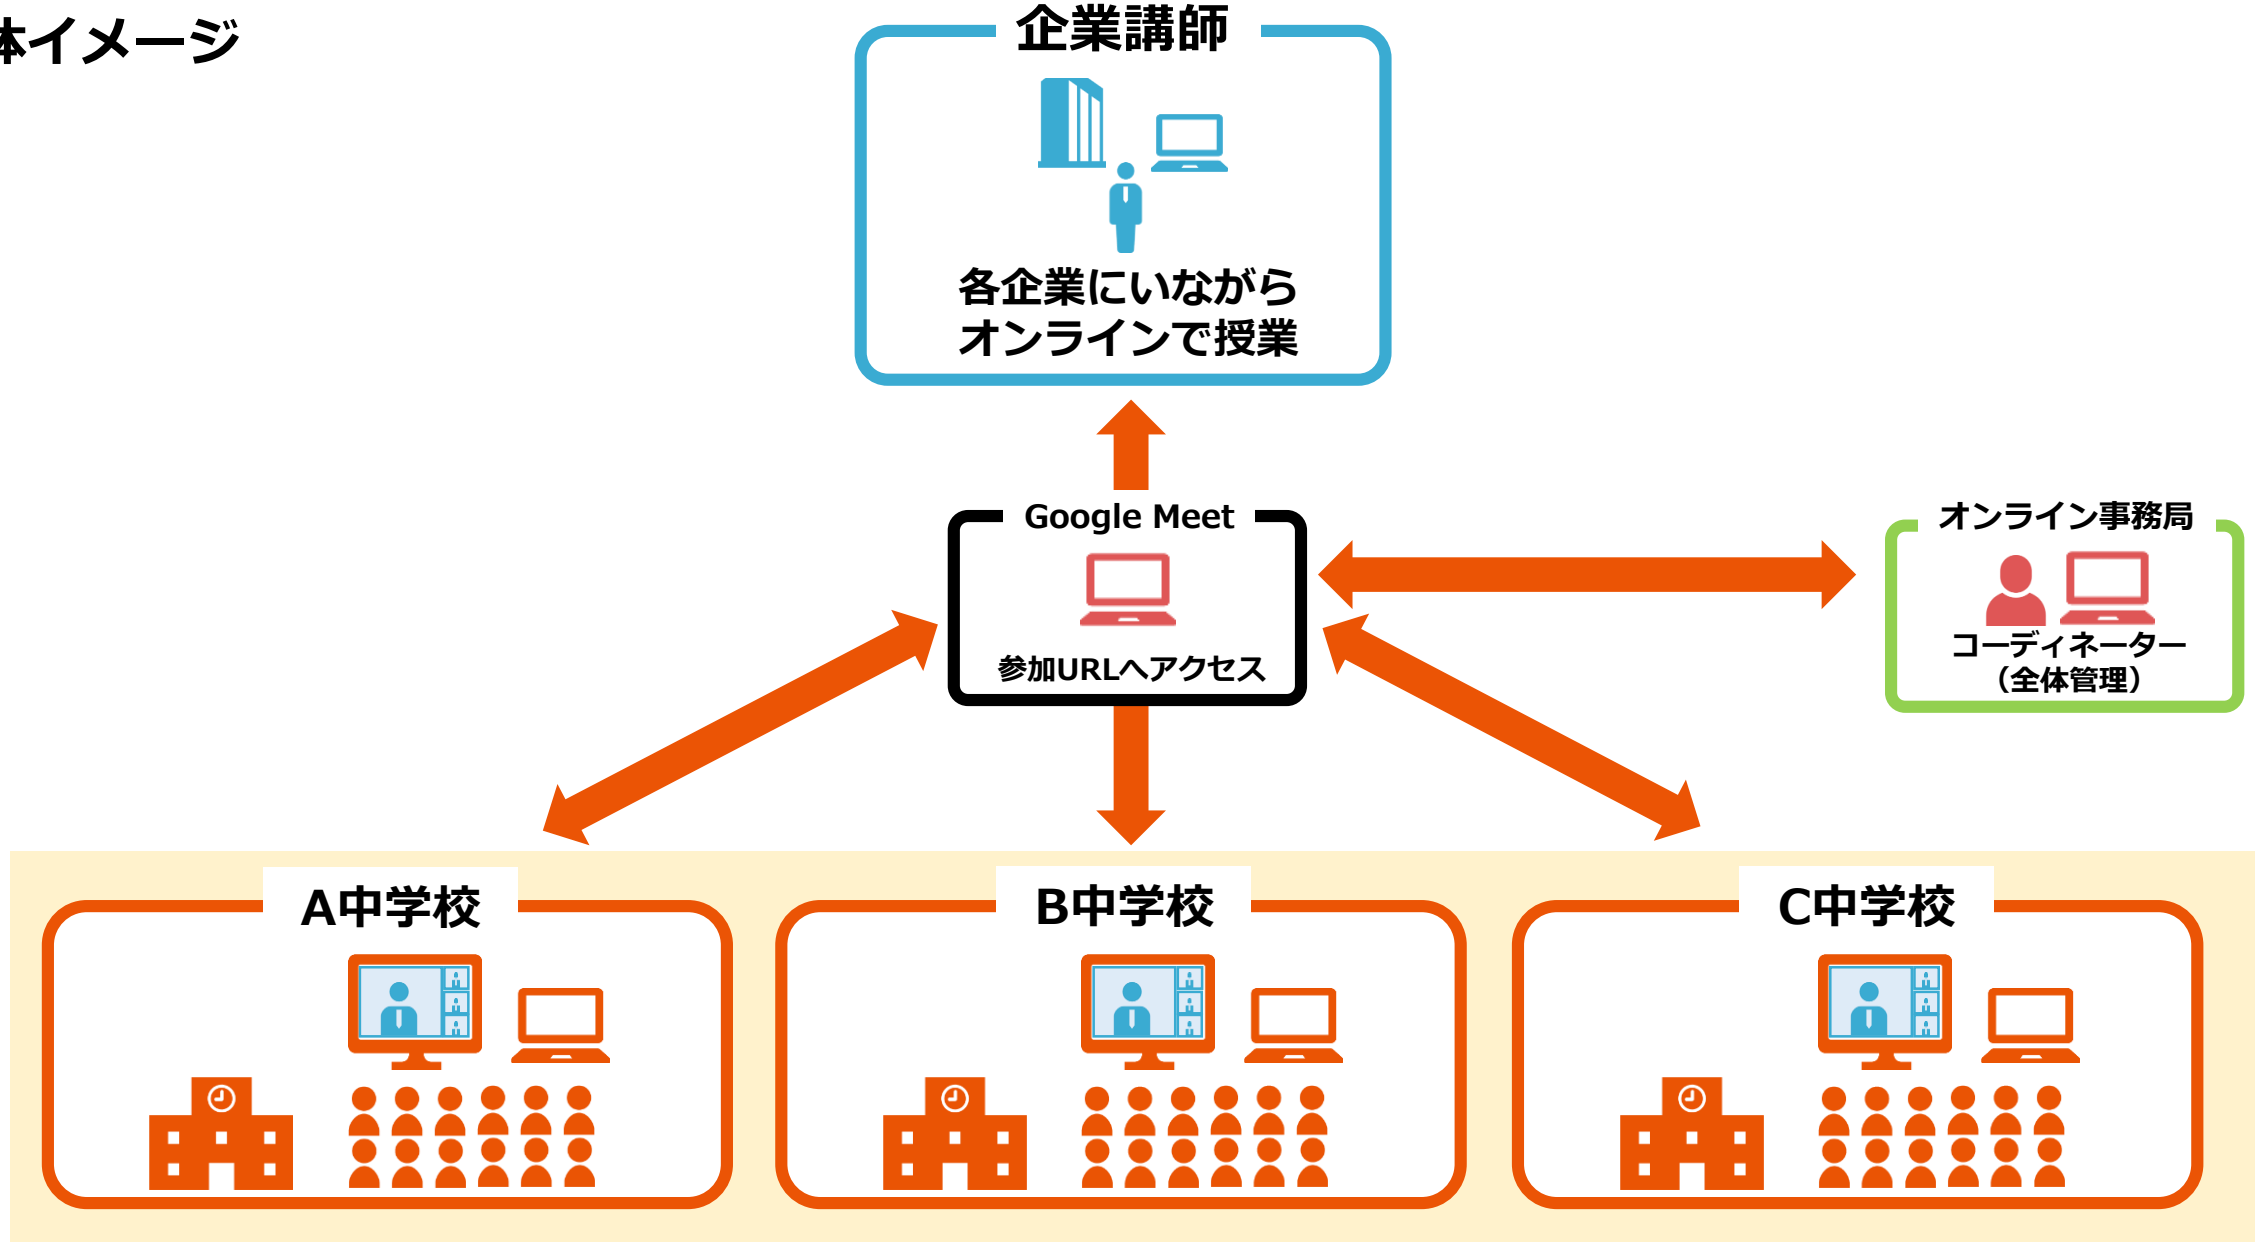 体イメージ
企業講師
各企業にいながら
オンラインで授業
Google Meet
参加URLへアクセス
オンライン事務局
コーディネーター
（全体管理）
A中学校
B中学校
C中学校